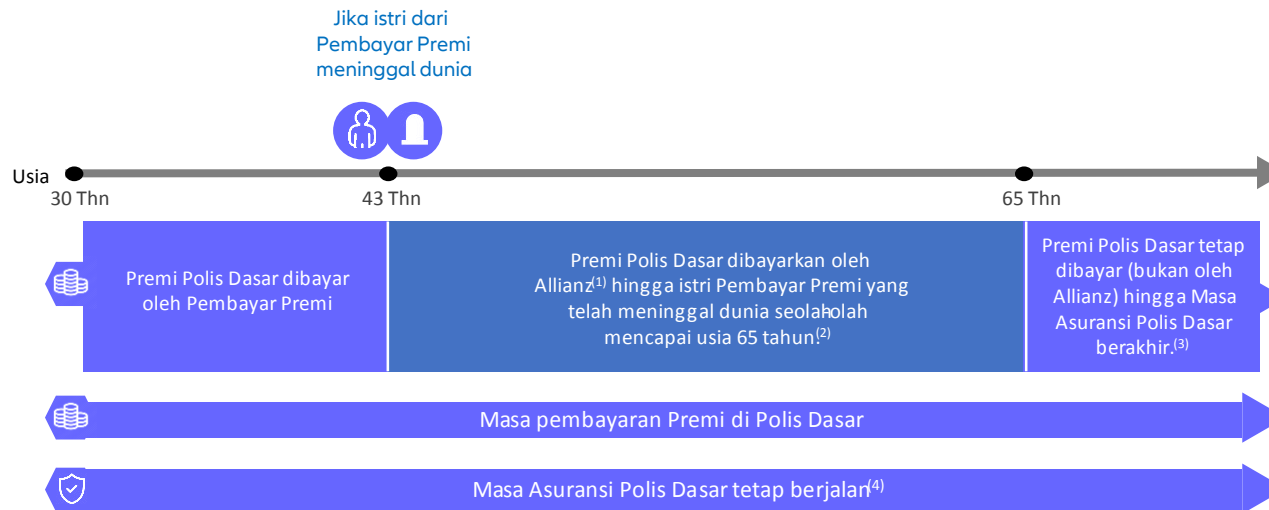 Jika istri dari
Pembayar Premi
meninggal dunia
Usia
30 Thn
43 Thn
65 Thn
Premi Polis Dasar dibayar
oleh Pembayar Premi
Premi Polis Dasar dibayarkan oleh
Allianz(1) hingga istri Pembayar Premi yang
telah meninggal dunia seolah-olah
mencapai usia 65 tahun.(2)
Premi Polis Dasar tetap
dibayar (bukan oleh
Allianz) hingga Masa
Asuransi Polis Dasar
berakhir.(3)
Masa pembayaran Premi di Polis Dasar
Masa Asuransi Polis Dasar tetap berjalan(4)